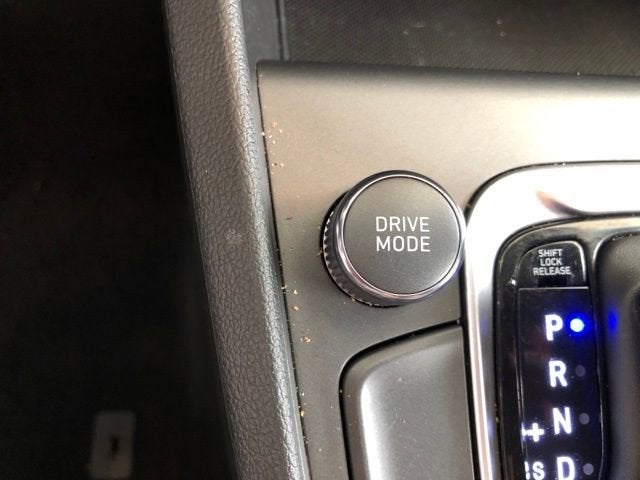 DRIVE
MODE
SHIFT
LOCK
RELEASE
P
R
N
+
D